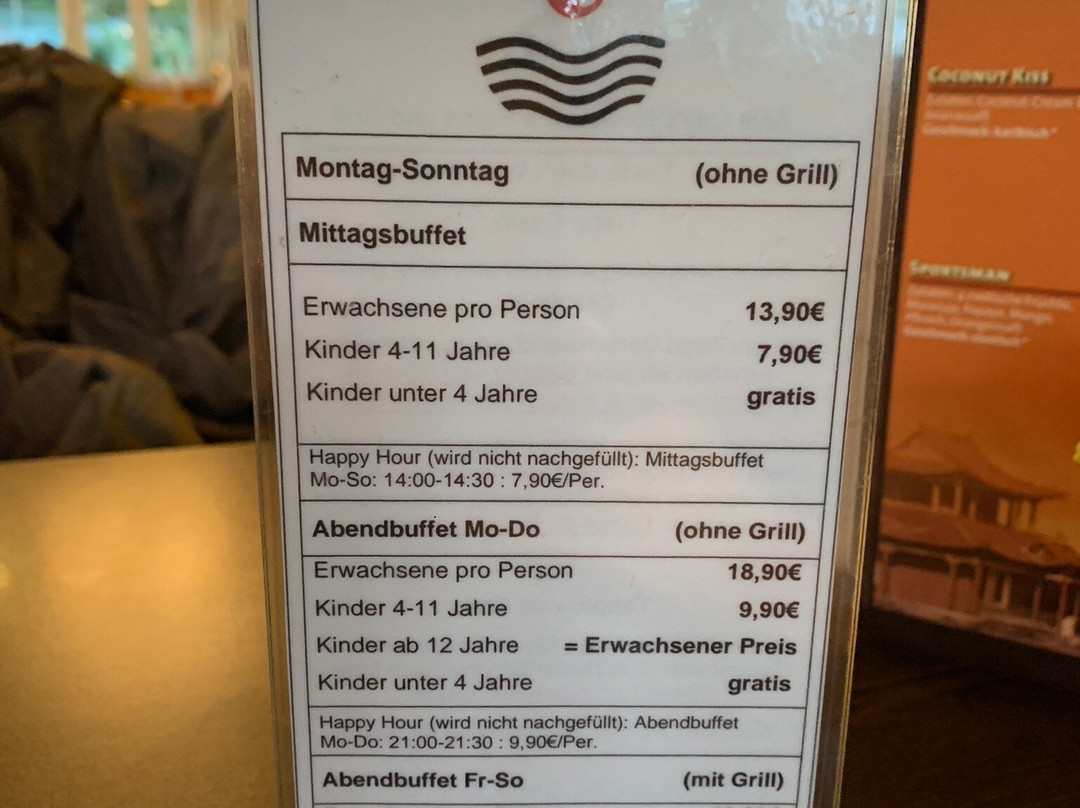 Montag-Sonntag (ohne Grill)
Mittagsbuffet
Erwachsene pro Person 13,90€
Kinder 4-11 Jahre 7,90€
Kinder unter 4 Jahre gratis
Happy Hour (wird nicht nachgefüllt): Mittagsbuffet
Mo-So: 14:00-14:30 : 7,90€/Per.
Abendbuffet Mo-Do (ohne Grill)
Erwachsene pro Person 18,90€
Kinder 4-11 Jahre 9,90€
Kinder ab 12 Jahre = Erwachsener Preis
Kinder unter 4 Jahre gratis
Happy Hour (wird nicht nachgefüllt): Abendbuffet
Mo-Do: 21:00-21:30 : 9,90€/Per.
Abendbuffet Fr-So (mit Grill)
Coconut Kiss
Sportsman